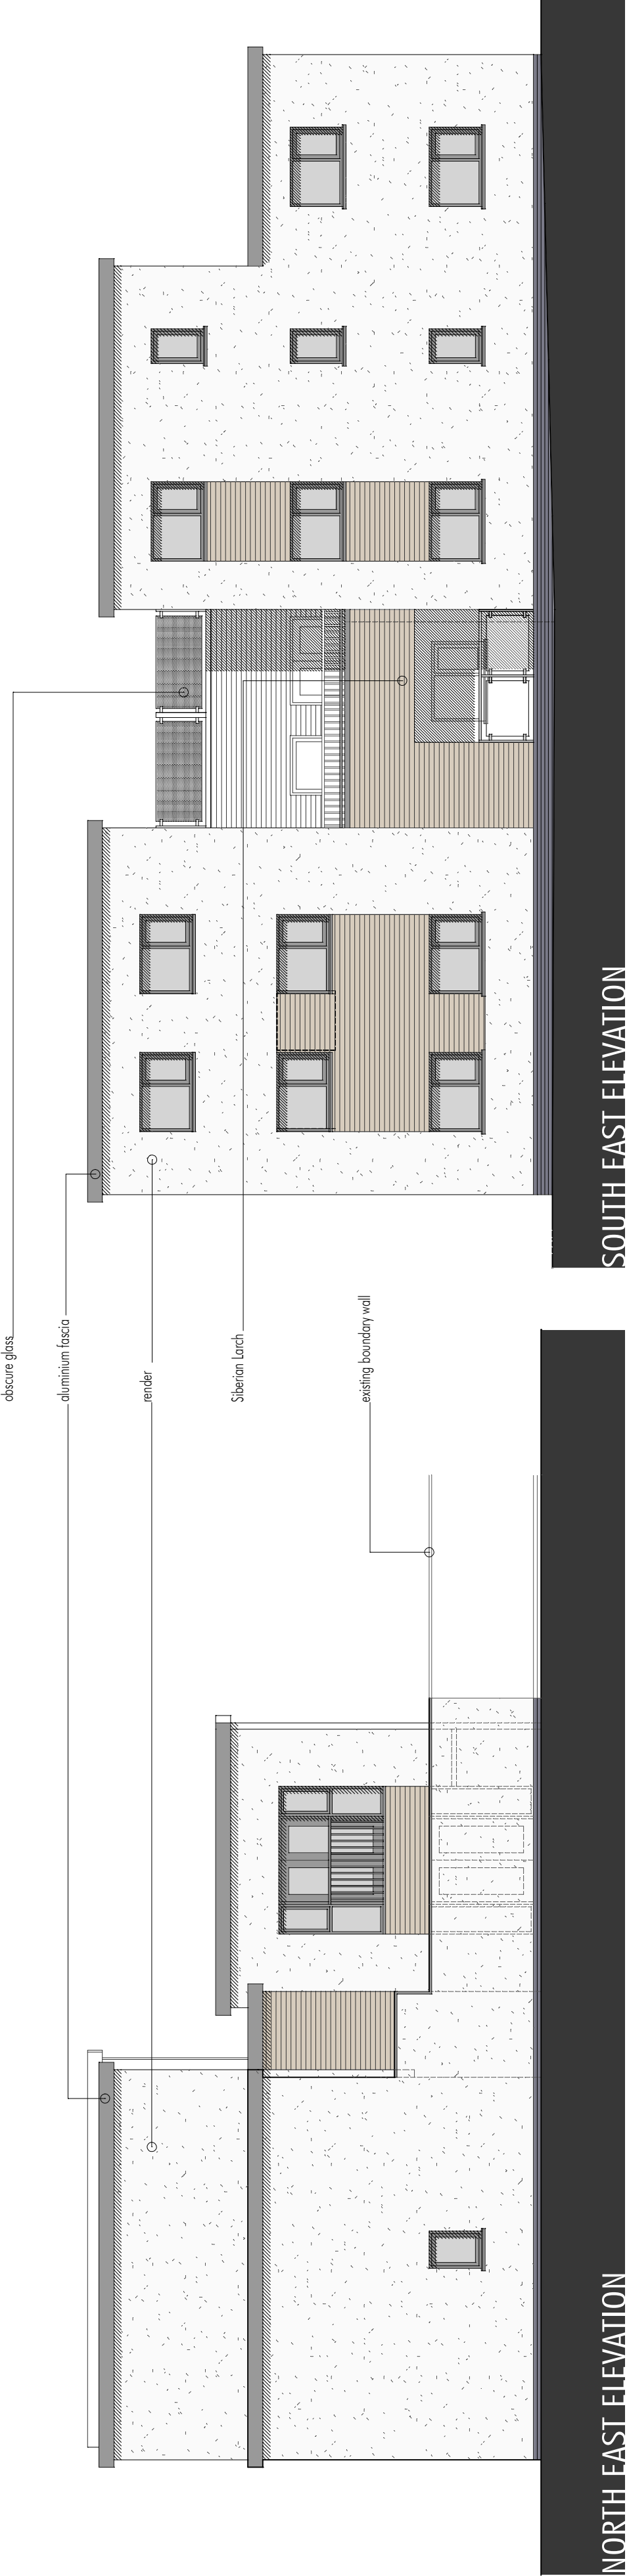 obscure glass
aluminium fascia
render
Siberian Larch
existing boundary wall
NORTH EAST ELEVATION
SOUTH EAST ELEVATION